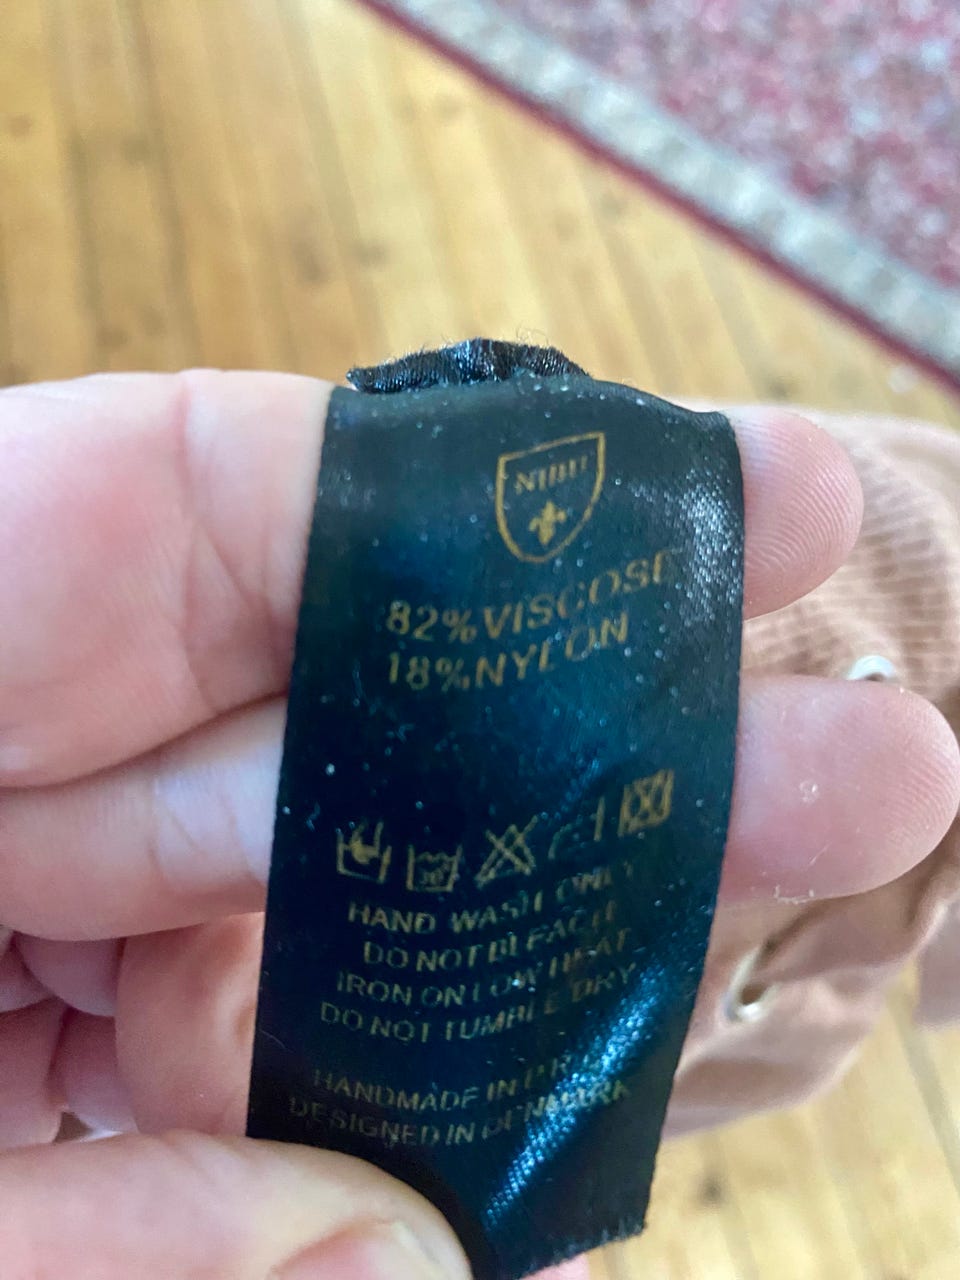 82% VISCOSE
18% NYLON
30
HAND WASH ONLY
DO NOT BLEACH
IRON ON LOW HEAT
DO NOT TUMBLE DRY
HANDMADE IN
DESIGNED IN DENMARK